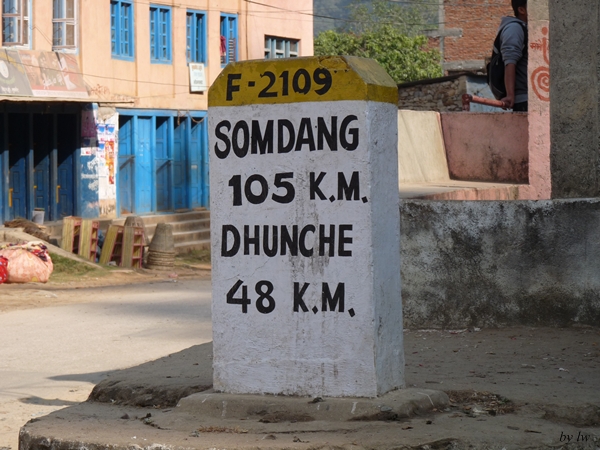 F-2109
SOMDANG
105 K.M.
DHUNCHE
48 K.M.
by lw